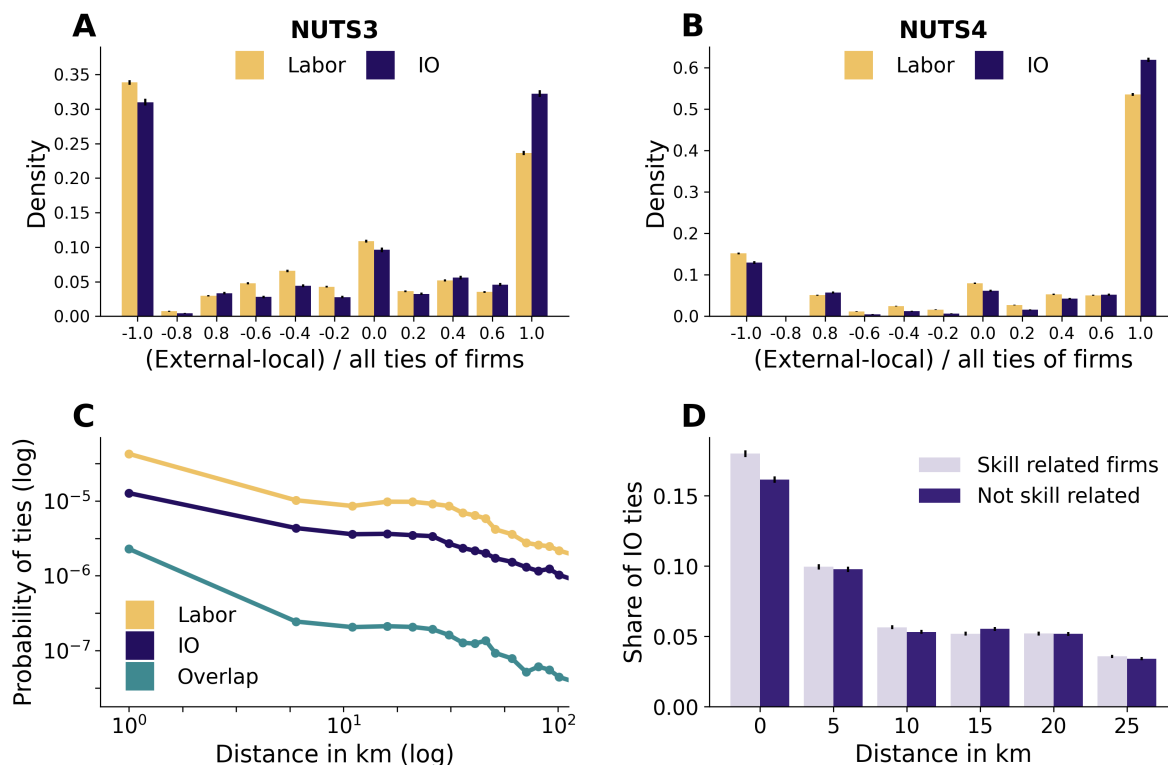 A
NUTS3
Labor
IO
Density
0.35
0.30
0.25
0.20
0.15
0.10
0.05
0.00
-1.0 -0.8 0.8 -0.6 -0.4 -0.2 0.0 0.2 0.4 0.6 1.0
(External-local) / all ties of firms
B
NUTS4
Labor
IO
Density
0.6
0.5
0.4
0.3
0.2
0.1
0.0
-1.0 -0.8 0.8 -0.6 -0.4 -0.2 0.0 0.2 0.4 0.6 1.0
(External-local) / all ties of firms
C
Probability of ties (log)
10⁻⁵
10⁻⁶
10⁻⁷
Labor
IO
Overlap
10⁰ 10¹ 10²
Distance in km (log)
D
Skill related firms
Not skill related
Share of IO ties
0.15
0.10
0.05
0.00
0 5 10 15 20 25
Distance in km